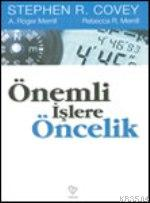 STEPHEN R. COVEY
A. Roger Merrill
Rebecca R. Merrill
Önemli
İşlere
Öncelik